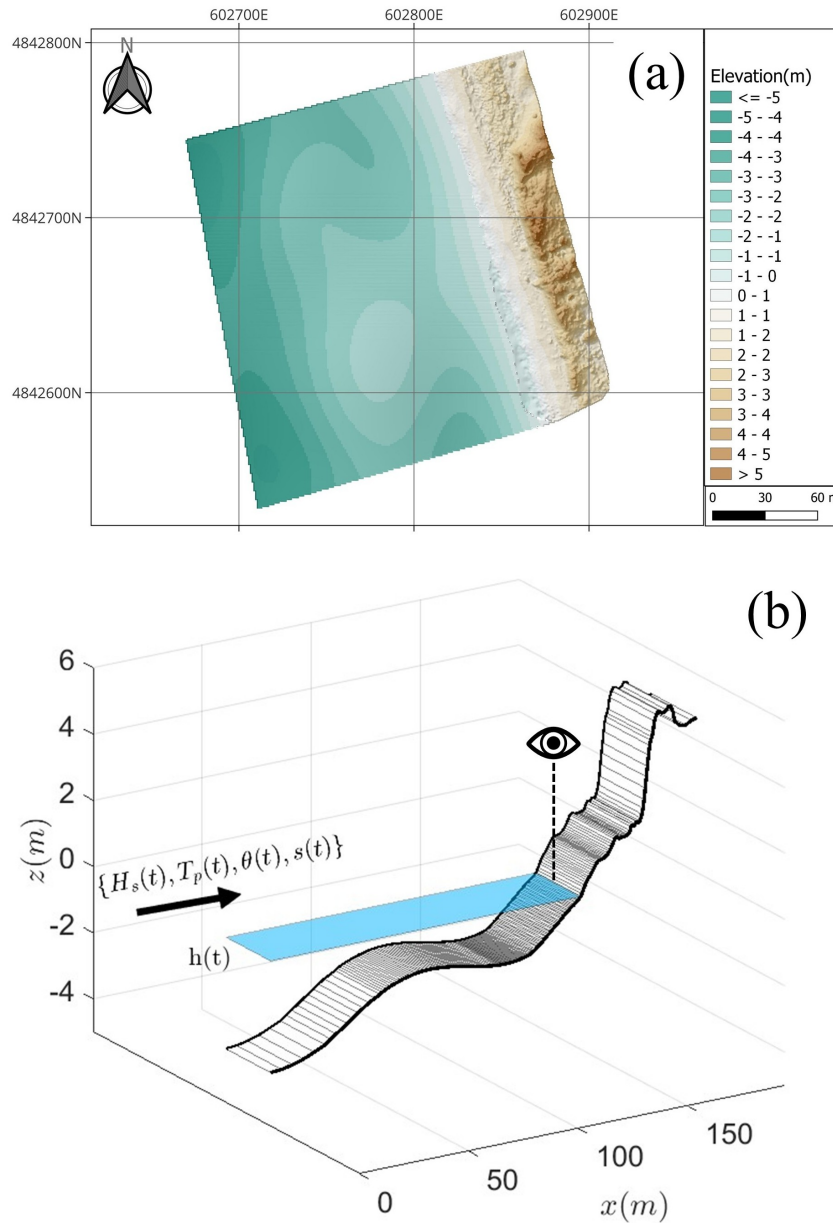 602700E 602800E 602900E
4842800N
N
(a)
4842700N
4842600N
Elevation(m)
<= -5
-5 - -4
-4 - -4
-4 - -3
-3 - -3
-3 - -2
-2 - -2
-2 - -1
-1 - -1
-1 - 0
0 - 1
1 - 1
1 - 2
2 - 2
2 - 3
3 - 3
3 - 4
4 - 4
4 - 5
> 5
0 30 60 m
(b)
6
4
2
0
-2
-4
z(m)
{H_s(t), T_p(t), θ(t), s(t)}
h(t)
0
50
100
150
x(m)